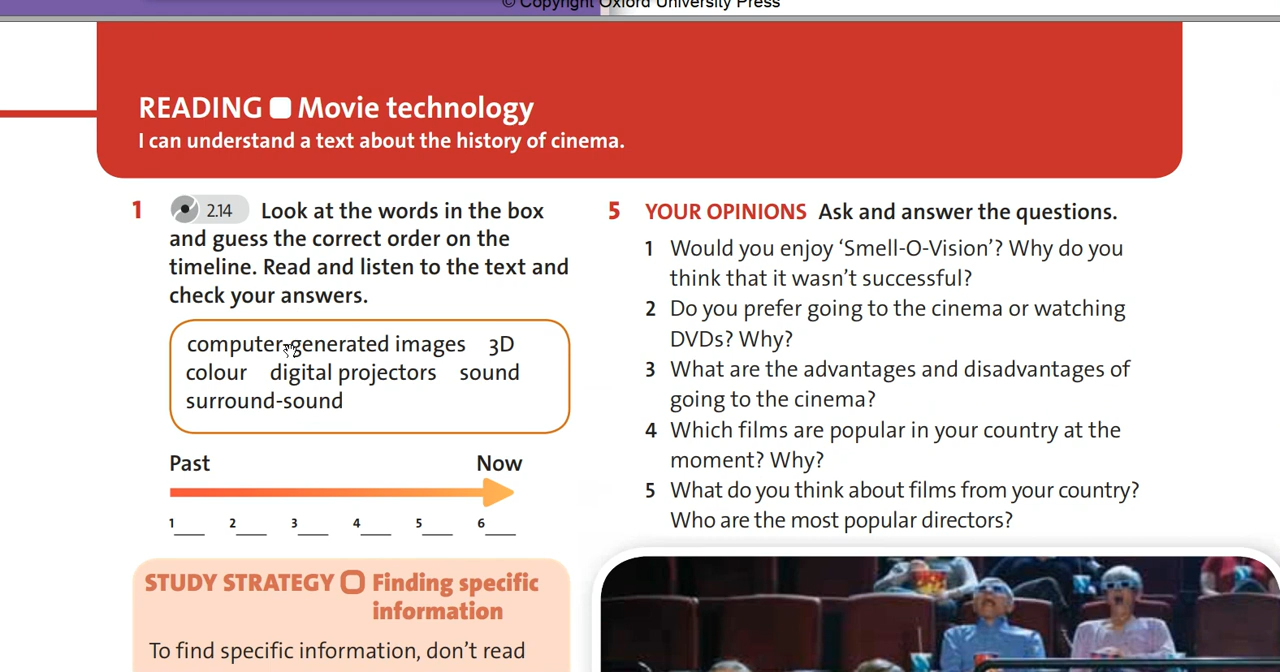 © Copyright Oxford University Press
READING Movie technology
I can understand a text about the history of cinema.
1 2.14 Look at the words in the box
and guess the correct order on the
timeline. Read and listen to the text and
check your answers.
computer-generated images 3D
colour digital projectors sound
surround-sound
Past Now
1 ___ 2 ___ 3 ___ 4 ___ 5 ___ 6 ___
STUDY STRATEGY Finding specific
information
To find specific information, don’t read
5 YOUR OPINIONS Ask and answer the questions.
1 Would you enjoy ‘Smell-O-Vision’? Why do you
think that it wasn’t successful?
2 Do you prefer going to the cinema or watching
DVDs? Why?
3 What are the advantages and disadvantages of
going to the cinema?
4 Which films are popular in your country at the
moment? Why?
5 What do you think about films from your country?
Who are the most popular directors?